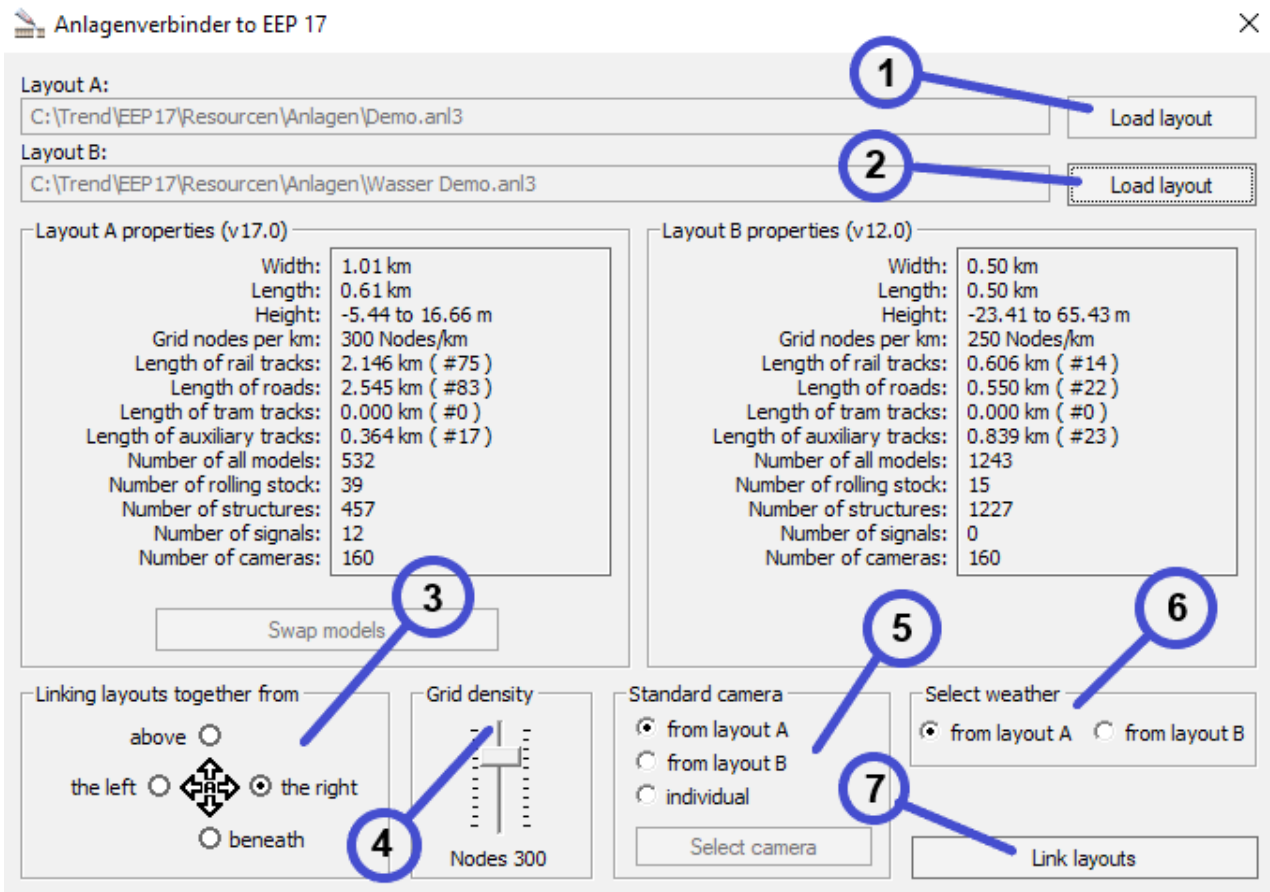 Anlagenverbinder to EEP 17
Layout A:
C:\Trend\EEP17\Resourcen\Anlagen\Demo.anl3
1
Load layout
Layout B:
C:\Trend\EEP17\Resourcen\Anlagen\Wasser Demo.anl3
2
Load layout
Layout A properties (v17.0)
Width: 1.01 km
Length: 0.61 km
Height: -5.44 to 16.66 m
Grid nodes per km: 300 Nodes/km
Length of rail tracks: 2.146 km ( #75 )
Length of roads: 2.545 km ( #83 )
Length of tram tracks: 0.000 km ( #0 )
Length of auxiliary tracks: 0.364 km ( #17 )
Number of all models: 532
Number of rolling stock: 39
Number of structures: 457
Number of signals: 12
Number of cameras: 160
3
Swap models
Layout B properties (v12.0)
Width: 0.50 km
Length: 0.50 km
Height: -23.41 to 65.43 m
Grid nodes per km: 250 Nodes/km
Length of rail tracks: 0.606 km ( #14 )
Length of roads: 0.550 km ( #22 )
Length of tram tracks: 0.000 km ( #0 )
Length of auxiliary tracks: 0.839 km ( #23 )
Number of all models: 1243
Number of rolling stock: 15
Number of structures: 1227
Number of signals: 0
Number of cameras: 160
5
6
Linking layouts together from
above
the left
A
the right
beneath
Grid density
4
Nodes 300
Standard camera
from layout A
from layout B
individual
Select camera
Select weather
from layout A
from layout B
7
Link layouts